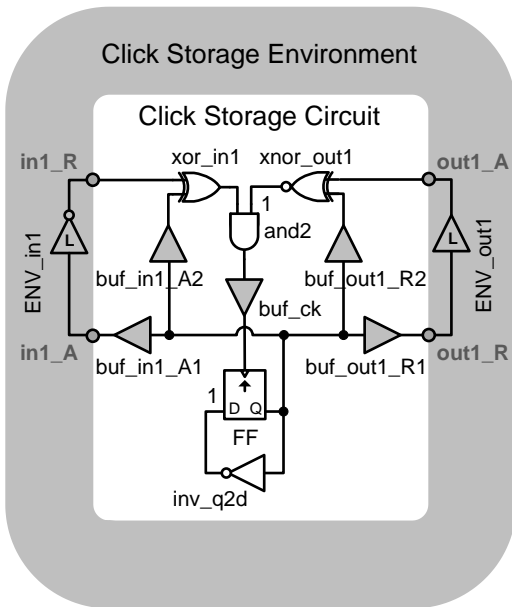 Click Storage Environment
Click Storage Circuit
in1_R
xor_in1
xnor_out1
out1_A
1
and2
L
L
ENV_in1
ENV_out1
buf_in1_A2
buf_out1_R2
buf_ck
in1_A
buf_in1_A1
buf_out1_R1
out1_R
1
D Q
FF
inv_q2d